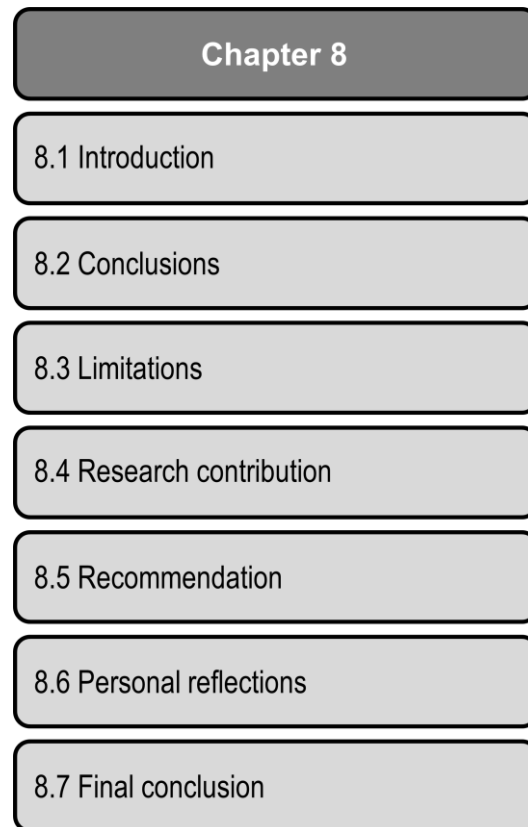 Chapter 8
8.1 Introduction
8.2 Conclusions
8.3 Limitations
8.4 Research contribution
8.5 Recommendation
8.6 Personal reflections
8.7 Final conclusion